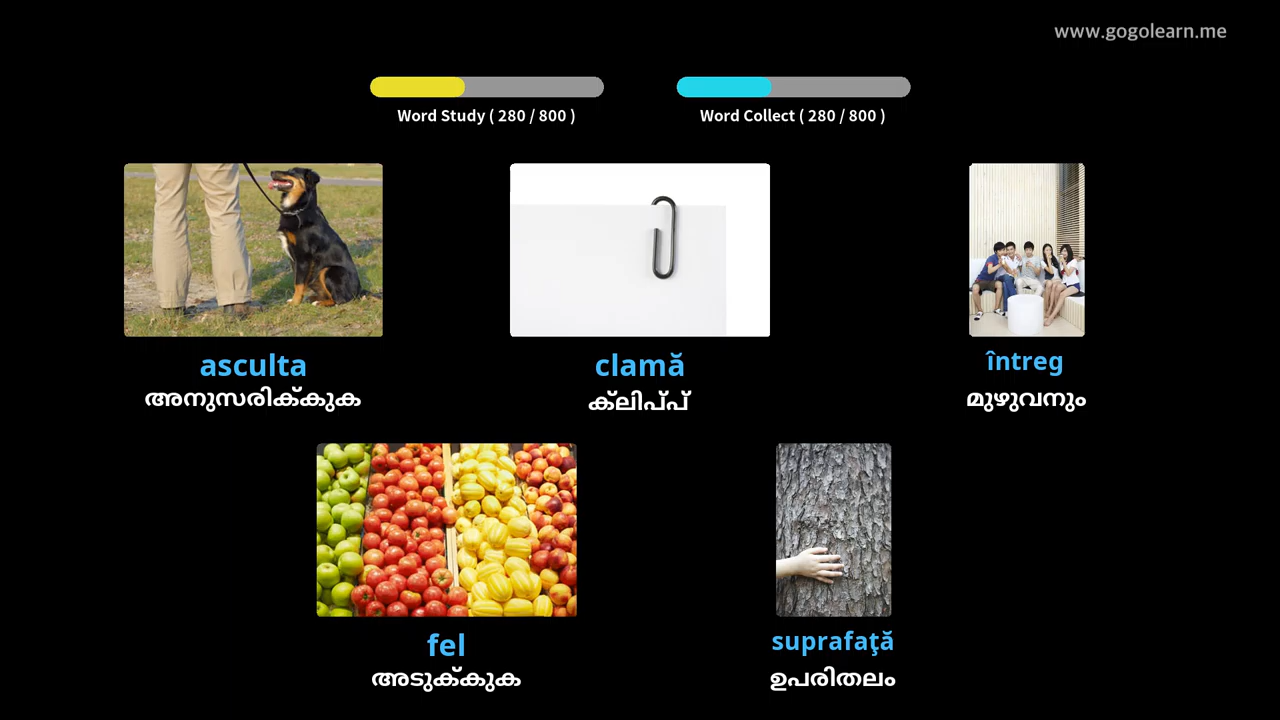 www.gogolearn.me
Word Study ( 280 / 800 )
Word Collect ( 280 / 800 )
asculta
അനുസരിക്കുക
clamă
ക്ലിപ്പ്
întreg
മുഴുവനും
fel
അടുക്കുക
suprafaţă
ഉപരിതലം